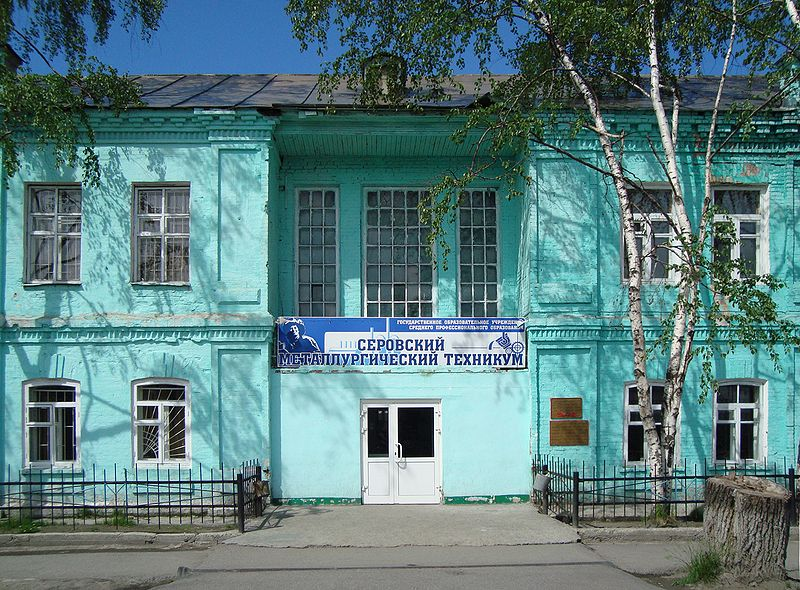 ГОСУДАРСТВЕННОЕ ОБРАЗОВАТЕЛЬНОЕ УЧРЕЖДЕНИЕ
СРЕДНЕГО ПРОФЕССИОНАЛЬНОГО ОБРАЗОВАНИЯ
СЕРОВСКИЙ
МЕТАЛЛУРГИЧЕСКИЙ ТЕХНИКУМ